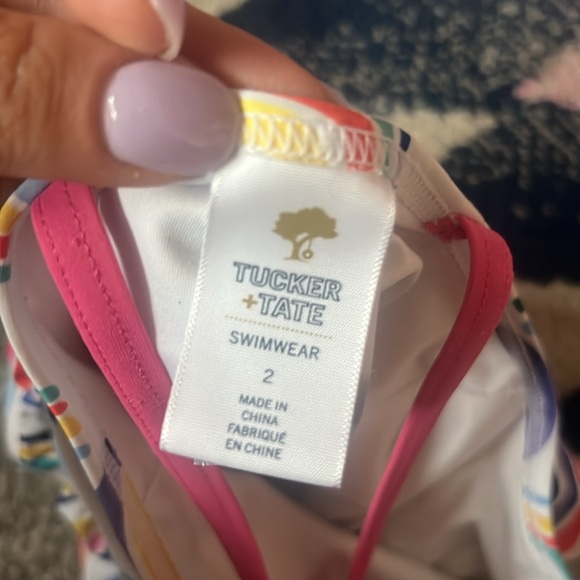 TUCKER
+TATE
SWIMWEAR
2
MADE IN
CHINA
FABRIQUÉ
EN CHINE